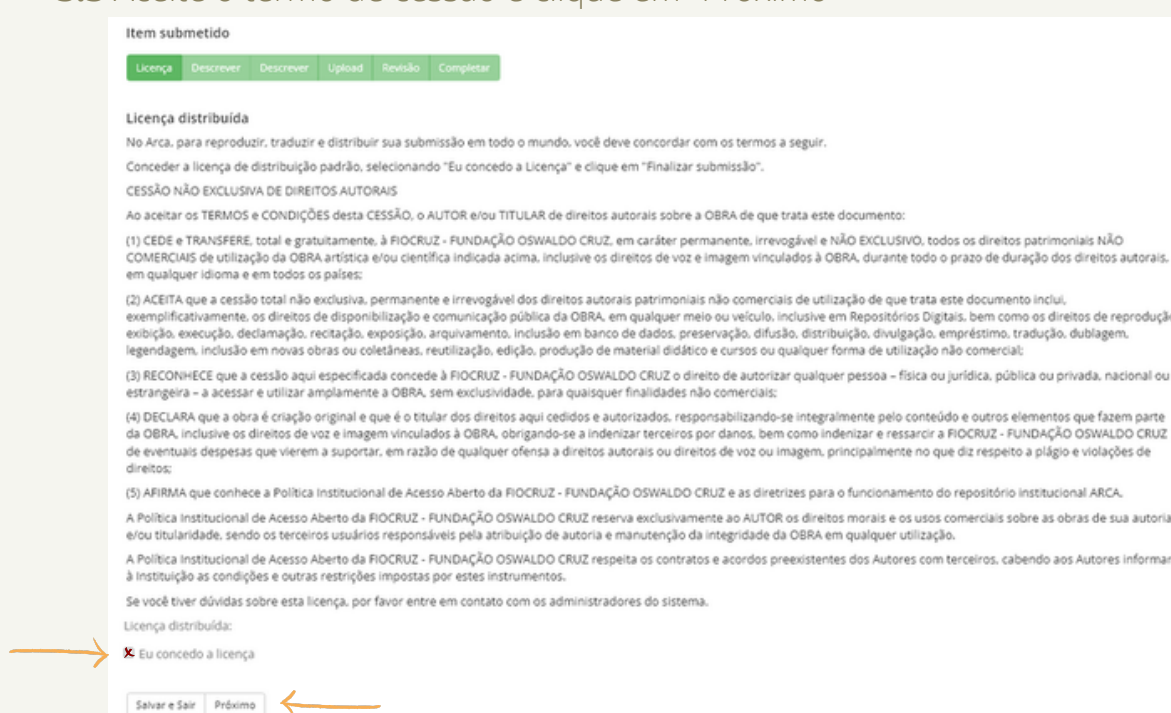 Item submetido
Licença Descrever Descrever Upload Revisão Completar
Licença distribuída
No Arca, para reproduzir, traduzir e distribuir sua submissão em todo o mundo, você deve concordar com os termos a seguir.
Conceder a licença de distribuição padrão, selecionando "Eu concedo a Licença" e clique em "Finalizar submissão".
CESSÃO NÃO EXCLUSIVA DE DIREITOS AUTORAIS
Ao aceitar os TERMOS e CONDIÇÕES desta CESSÃO, o AUTOR e/ou TITULAR de direitos autorais sobre a OBRA de que trata este documento:
(1) CEDE e TRANSFERE, total e gratuitamente, à FIOCRUZ - FUNDAÇÃO OSWALDO CRUZ, em caráter permanente, irrevogável e NÃO EXCLUSIVO, todos os direitos patrimoniais NÃO
COMERCIAIS de utilização da OBRA artística e/ou científica indicada acima, inclusive os direitos de voz e imagem vinculados à OBRA, durante todo o prazo de duração dos direitos autorais,
em qualquer idioma e em todos os países;
(2) ACEITA que a cessão total não exclusiva, permanente e irrevogável dos direitos autorais patrimoniais não comerciais de utilização de que trata este documento inclui,
exemplificativamente, os direitos de disponibilização e comunicação pública da OBRA, em qualquer meio ou veículo, inclusive em Repositórios Digitais, bem como os direitos de reprodução
exibição, execução, declamação, recitação, exposição, arquivamento, inclusão em banco de dados, preservação, difusão, distribuição, divulgação, empréstimo, tradução, dublagem,
legendagem, inclusão em novas obras ou coletâneas, reutilização, edição, produção de material didático e cursos ou qualquer forma de utilização não comercial;
(3) RECONHECE que a cessão aqui especificada concede à FIOCRUZ - FUNDAÇÃO OSWALDO CRUZ o direito de autorizar qualquer pessoa – física ou jurídica, pública ou privada, nacional ou
estrangeira – a acessar e utilizar amplamente a OBRA, sem exclusividade, para quaisquer finalidades não comerciais;
(4) DECLARA que a obra é criação original e que é o titular dos direitos aqui cedidos e autorizados, responsabilizando-se integralmente pelo conteúdo e outros elementos que fazem parte
da OBRA, inclusive os direitos de voz e imagem vinculados à OBRA, obrigando-se a indenizar terceiros por danos, bem como indenizar e ressarcir a FIOCRUZ - FUNDAÇÃO OSWALDO CRUZ
de eventuais despesas que vierem a suportar, em razão de qualquer ofensa a direitos autorais ou direitos de voz ou imagem, principalmente no que diz respeito a plágio e violações de
direitos;
(5) AFIRMA que conhece a Política Institucional de Acesso Aberto da FIOCRUZ - FUNDAÇÃO OSWALDO CRUZ e as diretrizes para o funcionamento do repositório institucional ARCA.
A Política Institucional de Acesso Aberto da FIOCRUZ - FUNDAÇÃO OSWALDO CRUZ reserva exclusivamente ao AUTOR os direitos morais e os usos comerciais sobre as obras de sua autoria
e/ou titularidade, sendo os terceiros usuários responsáveis pela atribuição de autoria e manutenção da integridade da OBRA em qualquer utilização.
A Política Institucional de Acesso Aberto da FIOCRUZ - FUNDAÇÃO OSWALDO CRUZ respeita os contratos e acordos preexistentes dos Autores com terceiros, cabendo aos Autores informar
à Instituição as condições e outras restrições impostas por estes instrumentos.
Se você tiver dúvidas sobre esta licença, por favor entre em contato com os administradores do sistema.
Licença distribuída:
Eu concedo a licença
Salvar e Sair Próximo